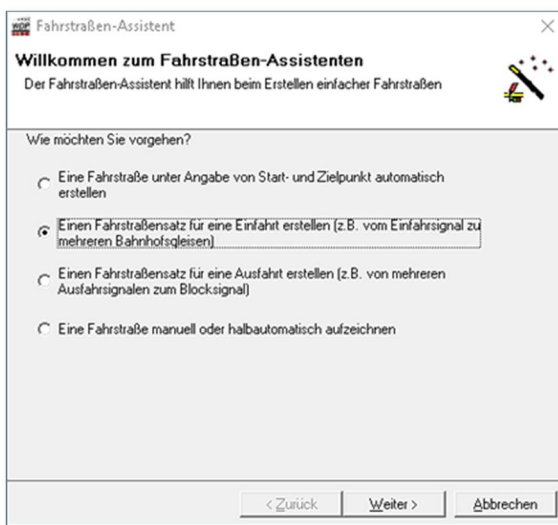 Fahrstraßen-Assistent
Willkommen zum Fahrstraßen-Assistenten
Der Fahrstraßen-Assistent hilft Ihnen beim Erstellen einfacher Fahrstraßen
Wie möchten Sie vorgehen?
Eine Fahrstraße unter Angabe von Start- und Zielpunkt automatisch
erstellen
Einen Fahrstraßensatz für eine Einfahrt erstellen (z.B. vom Einfahrsignal zu
mehreren Bahnhofsgleisen)
Einen Fahrstraßensatz für eine Ausfahrt erstellen (z.B. von mehreren
Ausfahrsignalen zum Blocksignal)
Eine Fahrstraße manuell oder halbautomatisch aufzeichnen
< Zurück Weiter > Abbrechen